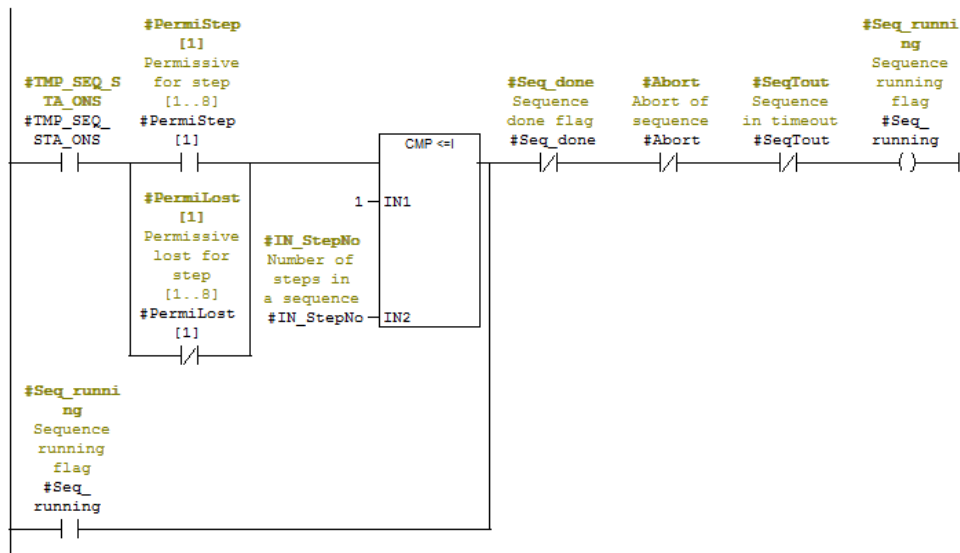 #PermiStep
[1]
Permissive
for step
[1..8]
#PermiStep
[1]
#TMP_SEQ_S
TA_ONS
#TMP_SEQ_
STA_ONS
#PermiLost
[1]
Permissive
lost for
step
[1..8]
#PermiLost
[1]
CMP <=I
1
IN1
#IN_StepNo
Number of
steps in
a sequence
#IN_StepNo
IN2
#Seq_done
Sequence
done flag
#Seq_done
#Abort
Abort of
sequence
#Abort
#SeqTout
Sequence
in timeout
#SeqTout
#Seq_runni
ng
Sequence
running
flag
#Seq_
running
#Seq_runni
ng
Sequence
running
flag
#Seq_
running